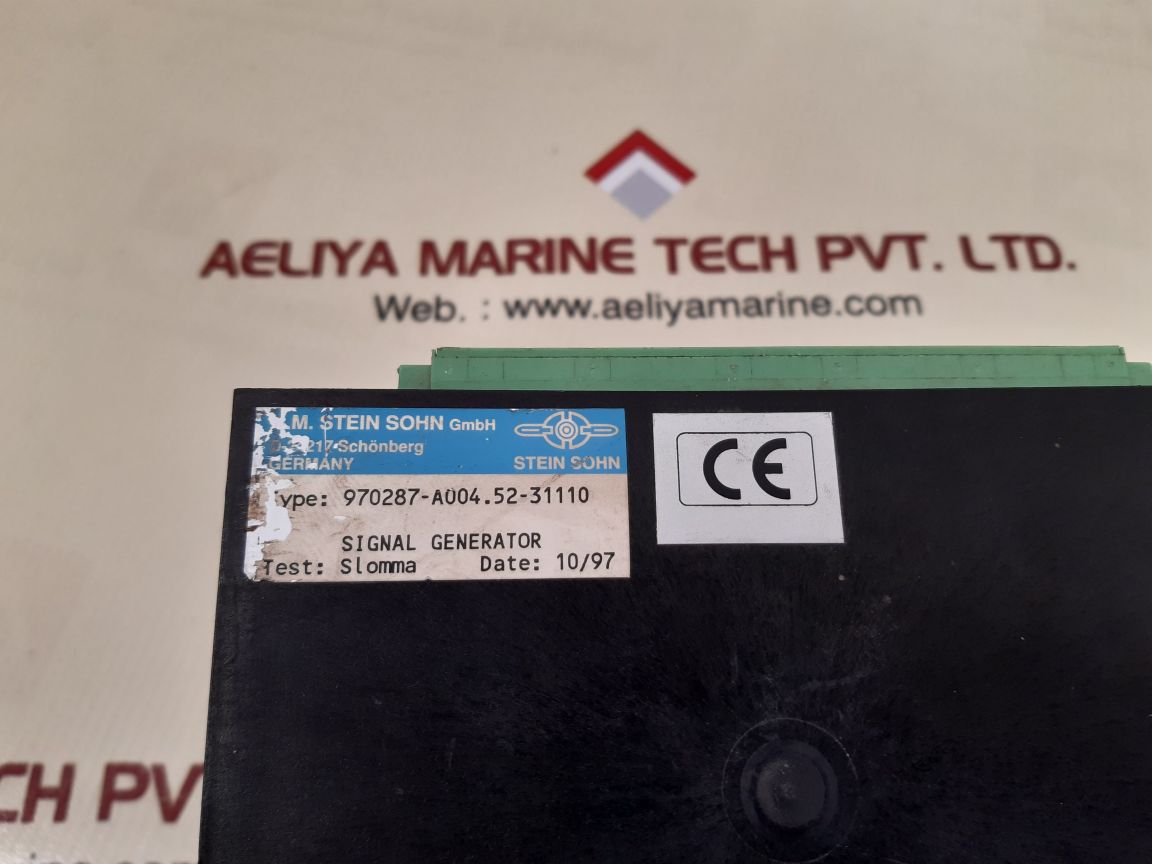 AELIYA MARINE TECH PVT. LTD.
Web. : www.aeliyamarine.com
M. STEIN SOHN GmbH
217 Schönberg
GERMANY
STEIN SOHN
Type: 970287-A004.52-31110
SIGNAL GENERATOR
Test: Slomma Date: 10/97
CE
CH PV